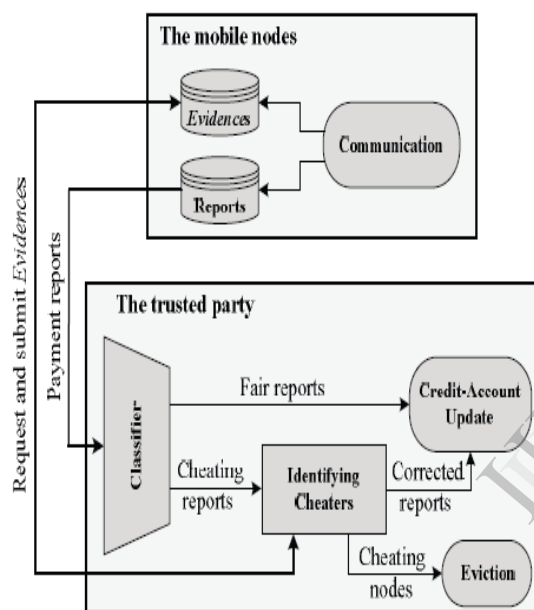 The mobile nodes
Evidences
Communication
Reports
Request and submit Evidences
Payment reports
The trusted party
Classifier
Fair reports
Credit-Account
Update
Cheating
reports
Identifying
Cheaters
Corrected
reports
Cheating
nodes
Eviction